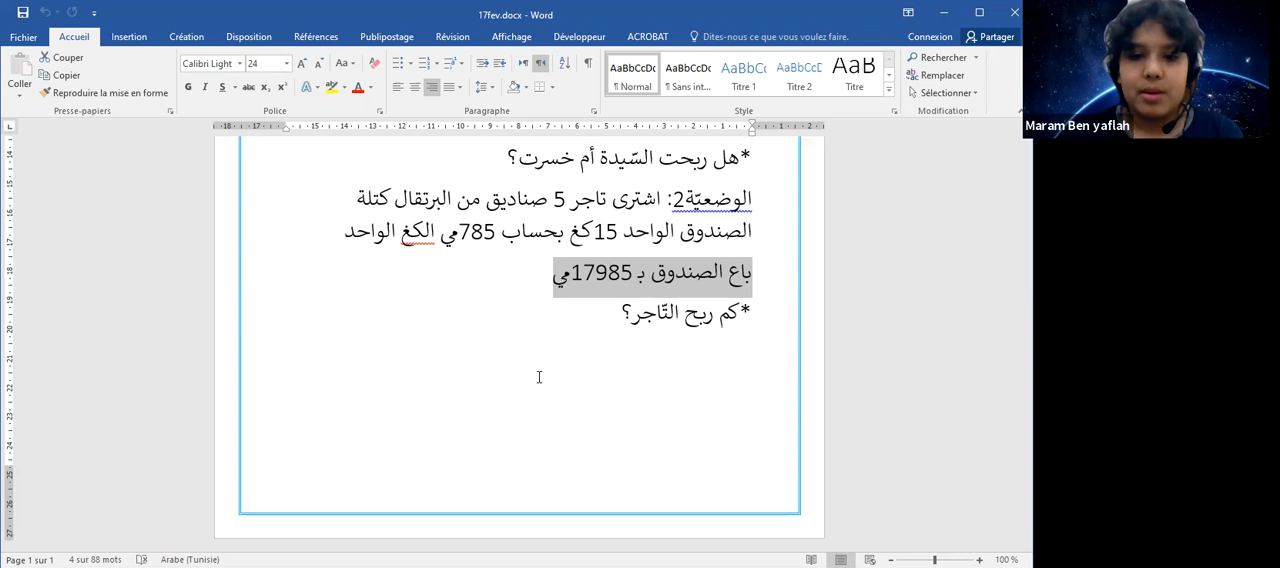 17fev.docx - Word
Fichier Accueil Insertion Création Disposition Références Publipostage Révision Affichage Développeur ACROBAT Dites-nous ce que vous voulez faire. Connexion Partager
Coller
Couper
Copier
Reproduire la mise en forme
Presse-papiers
Calibri Light 24
Police
Paragraphe
AaBbCcDc AaBbCcDc AaBbCc AaBbCcD AaB
¶ Normal ¶ Sans int... Titre 1 Titre 2 Titre
Style
Rechercher
Remplacer
Sélectionner
Modification
Maram Ben yaflah
*هل ربحت السّيدة أم خسرت؟
الوضعيّة2: اشترى تاجر 5 صناديق من البرتقال كتلة
الصندوق الواحد 15كغ بحساب 785مي الكغ الواحد
باع الصندوق بـ 17985مي
*كم ربح التّاجر؟
Page 1 sur 1 4 sur 88 mots Arabe (Tunisie) 100 %